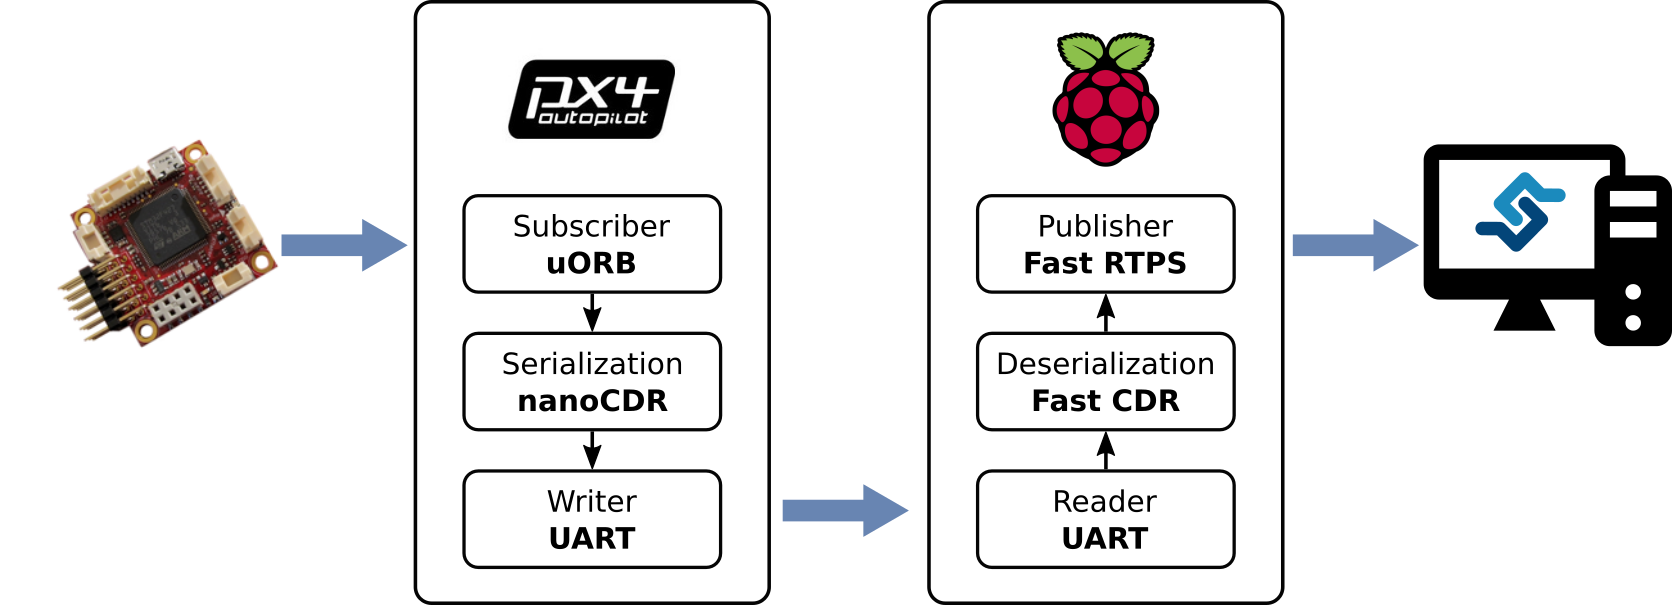 px4
autopilot
Subscriber
uORB
Serialization
nanoCDR
Writer
UART
Publisher
Fast RTPS
Deserialization
Fast CDR
Reader
UART